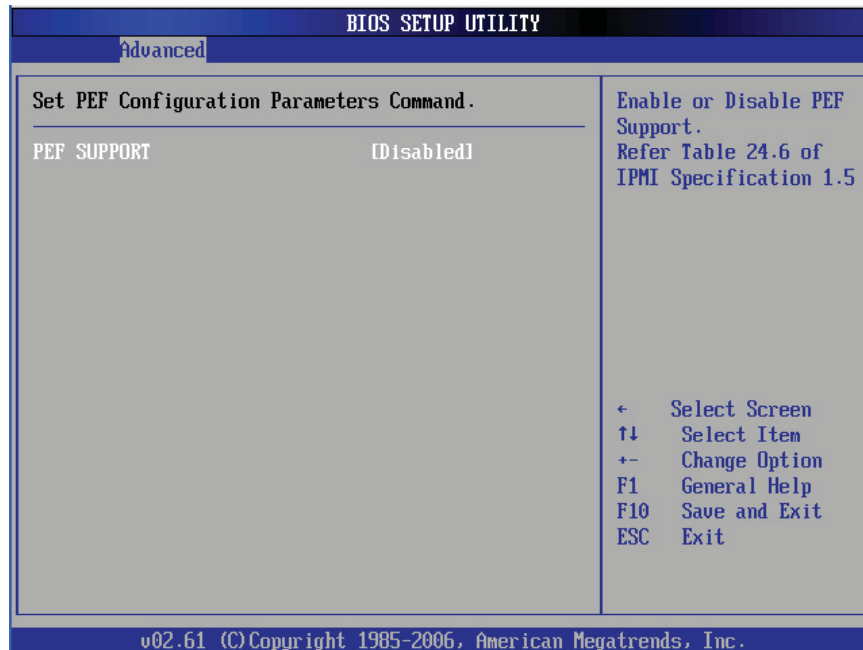 BIOS SETUP UTILITY
Advanced
Set PEF Configuration Parameters Command.
PEF SUPPORT [Disabled]
Enable or Disable PEF
Support.
Refer Table 24.6 of
IPMI Specification 1.5
← Select Screen
↑↓ Select Item
+- Change Option
F1 General Help
F10 Save and Exit
ESC Exit
v02.61 (C)Copyright 1985-2006, American Megatrends, Inc.